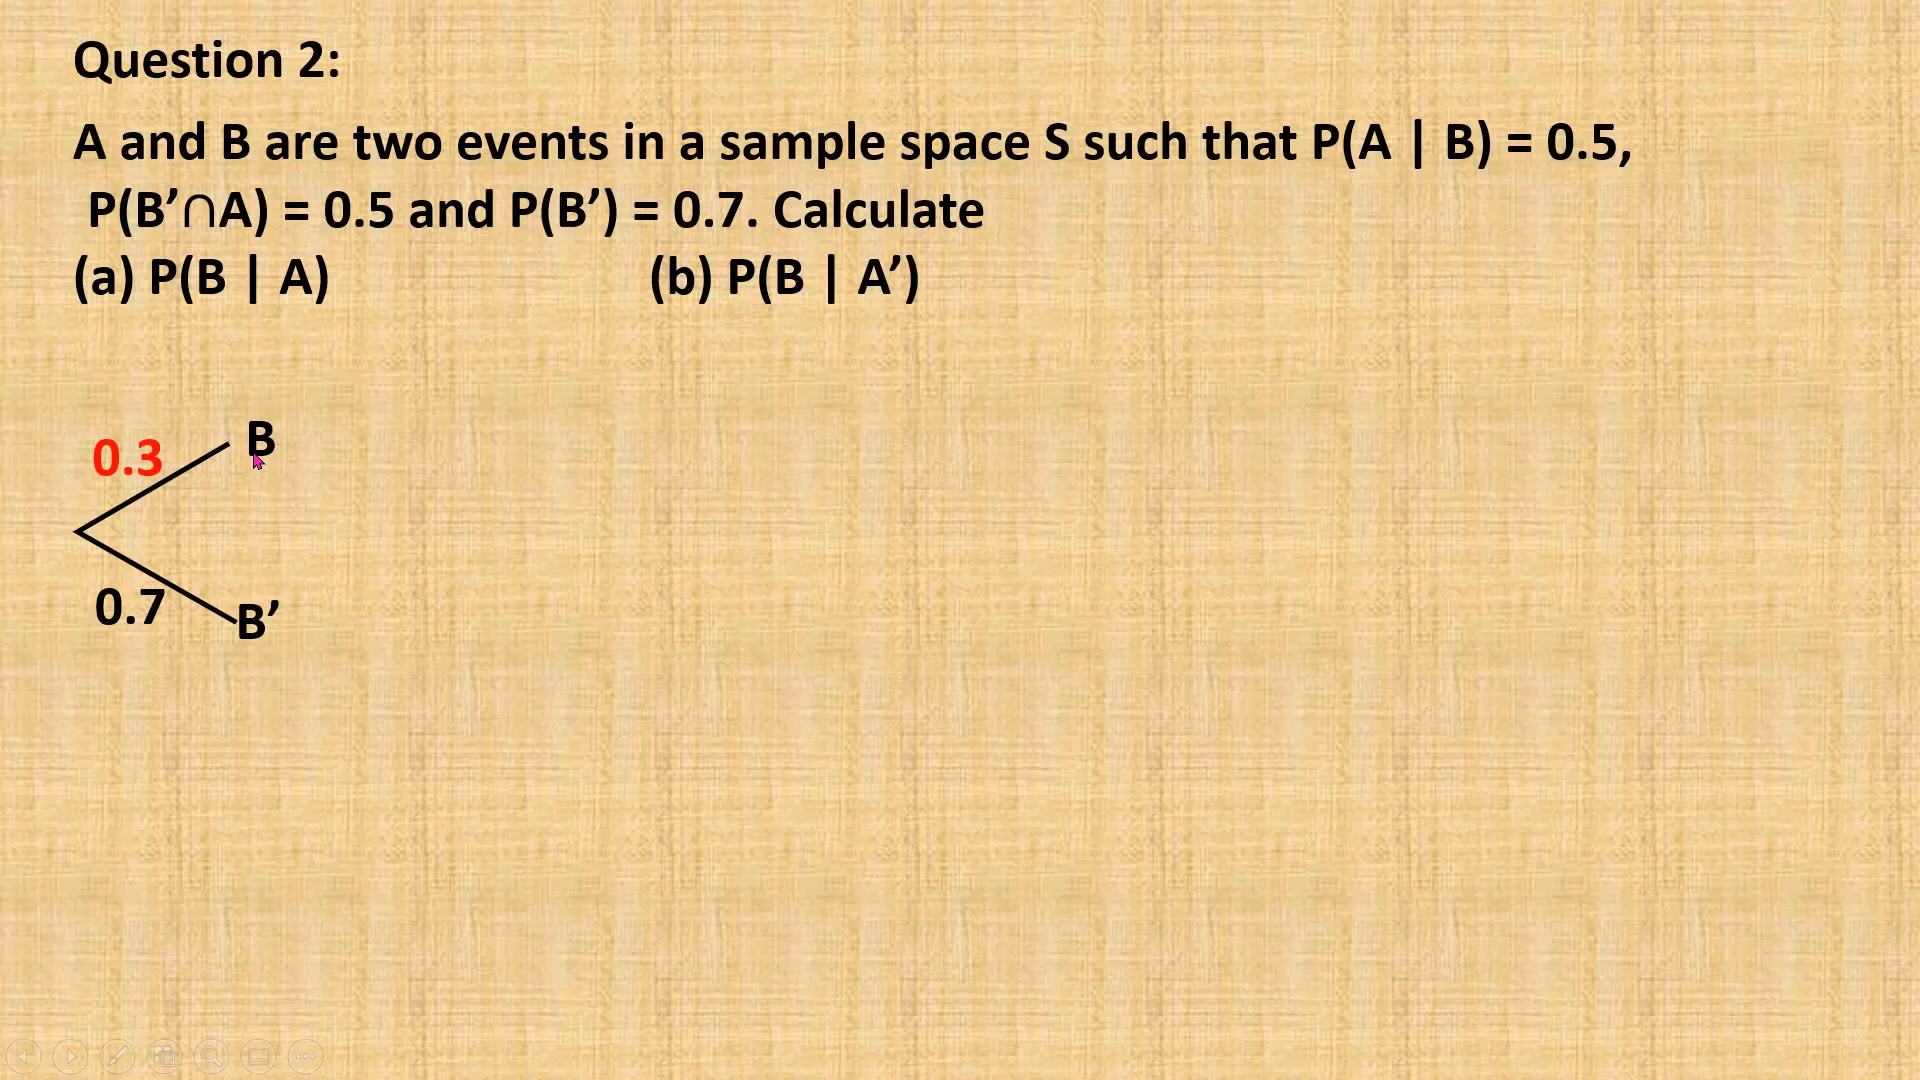 Question 2:
A and B are two events in a sample space S such that P(A | B) = 0.5,
P(B’∩A) = 0.5 and P(B’) = 0.7. Calculate
(a) P(B | A) (b) P(B | A’)
0.3 B
0.7 B’